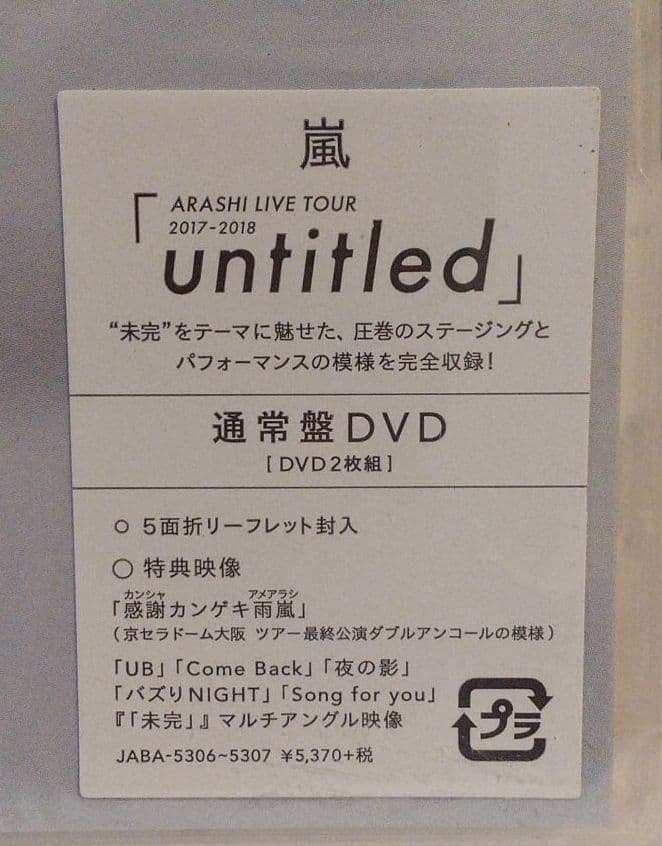 嵐
「ARASHI LIVE TOUR
2017-2018
untitled」
“未完”をテーマに魅せた、圧巻のステージングと
パフォーマンスの模様を完全収録!
通常盤DVD
[DVD2枚組]
○ 5面折リーフレット封入
○ 特典映像
カンシャ アメアラシ
「感謝カンゲキ雨嵐」
(京セラドーム大阪 ツアー最終公演ダブルアンコールの模様)
「UB」「Come Back」「夜の影」
「バズりNIGHT」「Song for you」
『「未完」』マルチアングル映像
JABA-5306~5307 ¥5,370+税
プラ